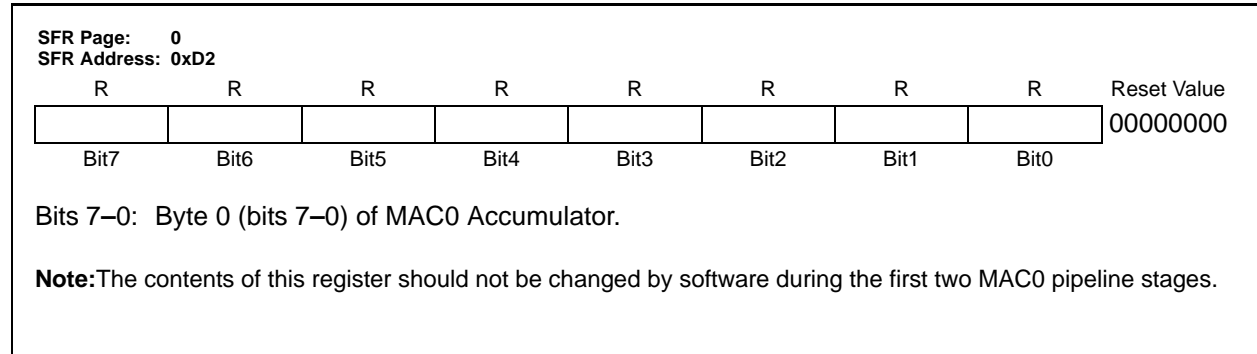 SFR Page: 0
SFR Address: 0xD2
R R R R R R R R Reset Value
00000000
Bit7 Bit6 Bit5 Bit4 Bit3 Bit2 Bit1 Bit0
Bits 7–0: Byte 0 (bits 7–0) of MAC0 Accumulator.
Note:The contents of this register should not be changed by software during the first two MAC0 pipeline stages.